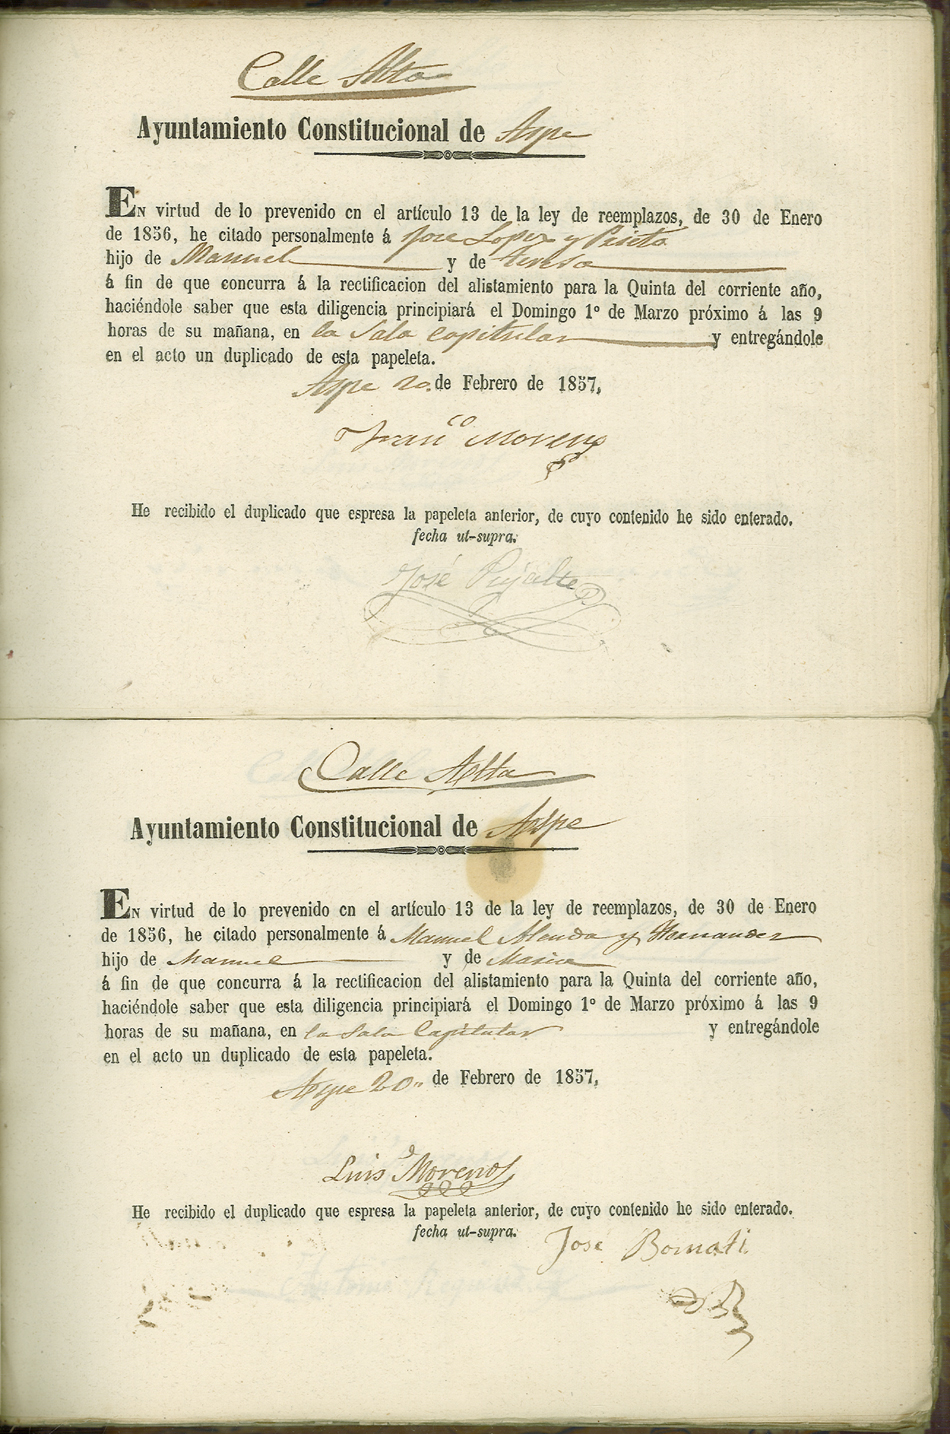 Calle Alta
Ayuntamiento Constitucional de Aspe
En virtud de lo prevenido en el artículo 13 de la ley de reemplazos, de 30 de Enero
de 1856, he citado personalmente á Jose Lopez y Prieto
hijo de Manuel y de teresa
á fin de que concurra á la rectificacion del alistamiento para la Quinta del corriente año,
haciéndole saber que esta diligencia principiará el Domingo 1º de Marzo próximo á las 9
horas de su mañana, en la Sala capitular y entregándole
en el acto un duplicado de esta papeleta.
Aspe 20 de Febrero de 1857,
Franco Moreno
He recibido el duplicado que espresa la papeleta anterior, de cuyo contenido he sido enterado.
fecha ut-supra.
José Pujalte
Calle Alta
Ayuntamiento Constitucional de Aspe
En virtud de lo prevenido en el artículo 13 de la ley de reemplazos, de 30 de Enero
de 1856, he citado personalmente á Manuel Alenda y Hernandez
hijo de Manuel y de Maria
á fin de que concurra á la rectificacion del alistamiento para la Quinta del corriente año,
haciéndole saber que esta diligencia principiará el Domingo 1º de Marzo próximo á las 9
horas de su mañana, en la Sala Capitular y entregándole
en el acto un duplicado de esta papeleta.
Aspe 20 de Febrero de 1857,
Luis Moreno
He recibido el duplicado que espresa la papeleta anterior, de cuyo contenido he sido enterado.
fecha ut-supra.
Jose Bornati